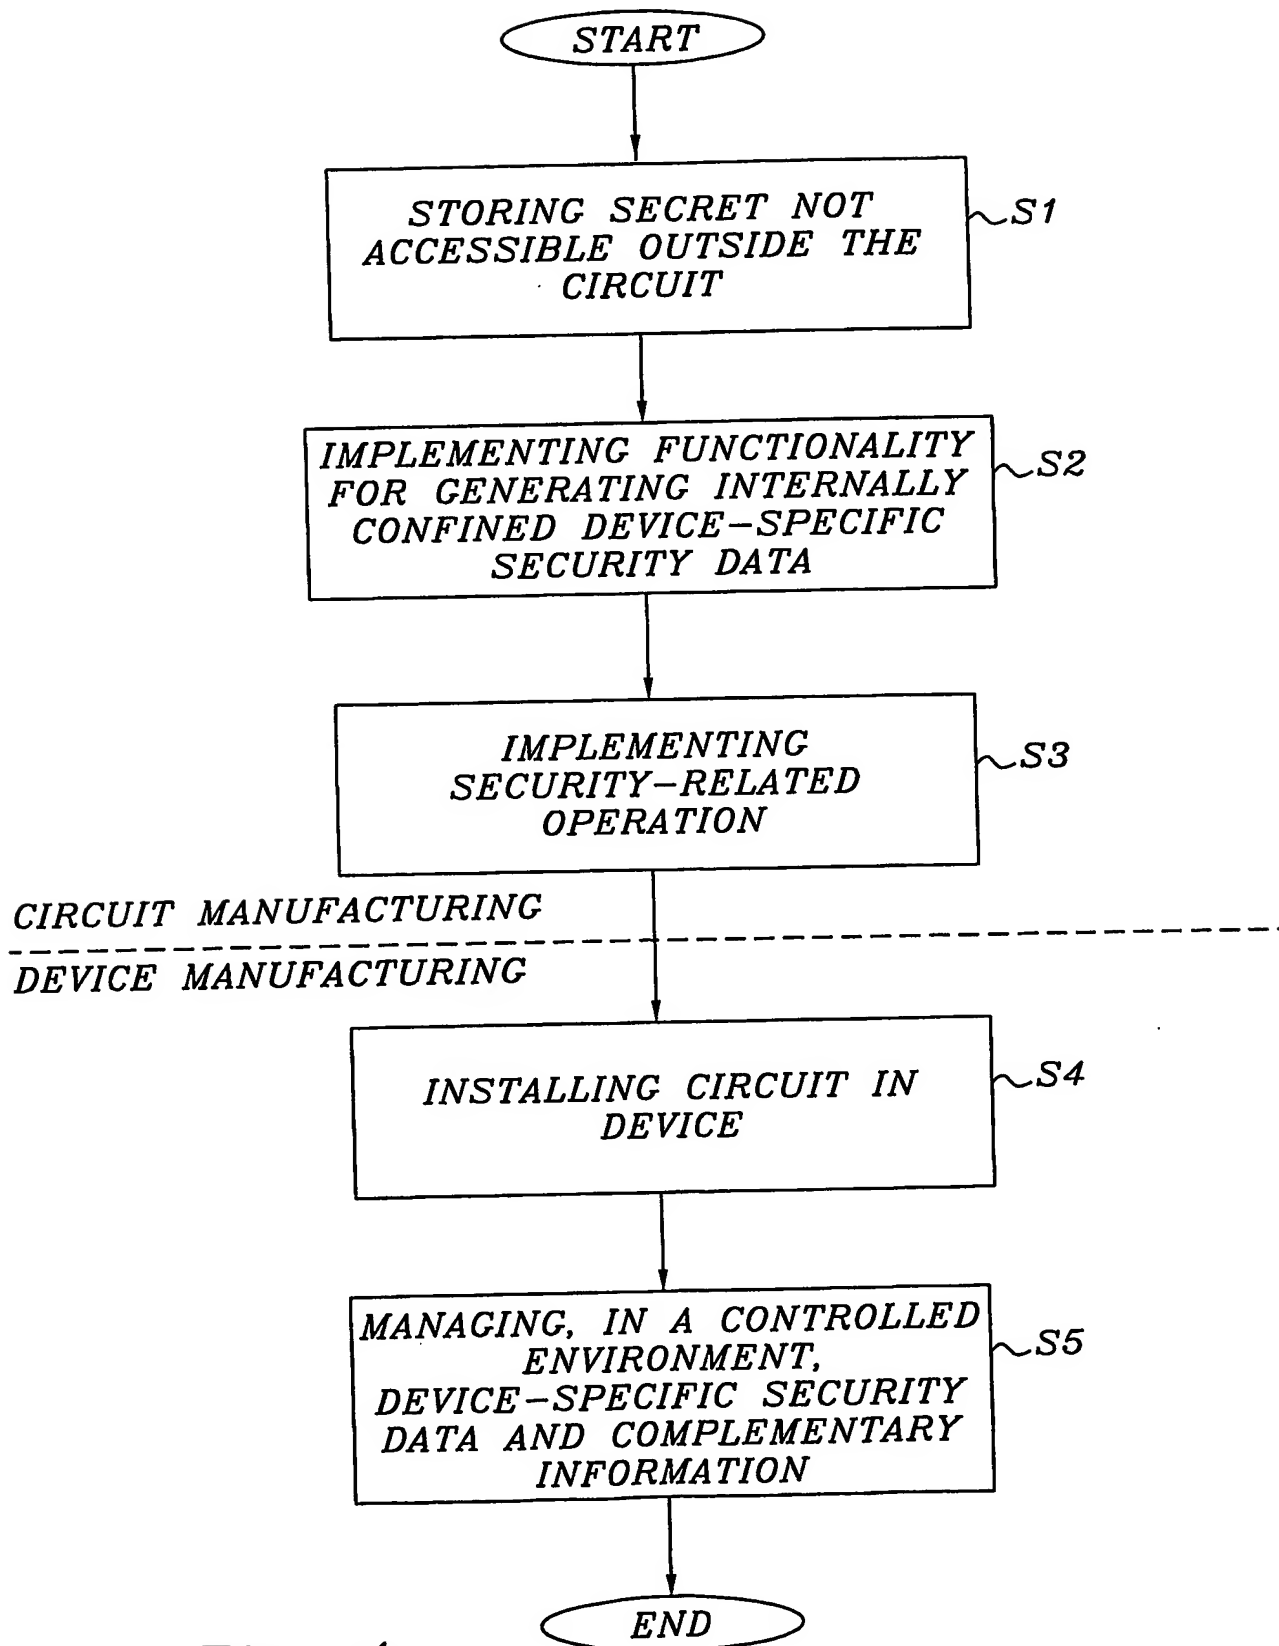 START
STORING SECRET NOT
ACCESSIBLE OUTSIDE THE
CIRCUIT
S1
IMPLEMENTING FUNCTIONALITY
FOR GENERATING INTERNALLY
CONFINED DEVICE-SPECIFIC
SECURITY DATA
S2
IMPLEMENTING
SECURITY-RELATED
OPERATION
S3
CIRCUIT MANUFACTURING
DEVICE MANUFACTURING
INSTALLING CIRCUIT IN
DEVICE
S4
MANAGING, IN A CONTROLLED
ENVIRONMENT,
DEVICE-SPECIFIC SECURITY
DATA AND COMPLEMENTARY
INFORMATION
S5
END